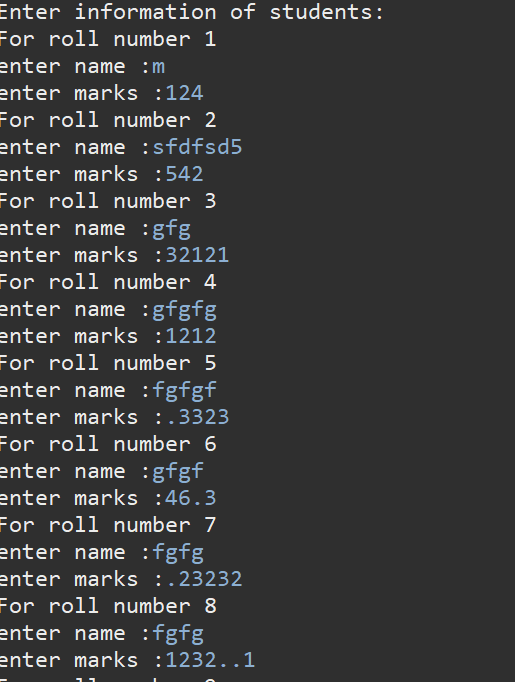 Enter information of students:
For roll number 1
enter name :m
enter marks :124
For roll number 2
enter name :sfdfsd5
enter marks :542
For roll number 3
enter name :gfg
enter marks :32121
For roll number 4
enter name :gfgfg
enter marks :1212
For roll number 5
enter name :fgfgf
enter marks :.3323
For roll number 6
enter name :gfgf
enter marks :46.3
For roll number 7
enter name :fgfg
enter marks :.23232
For roll number 8
enter name :fgfg
enter marks :1232..1